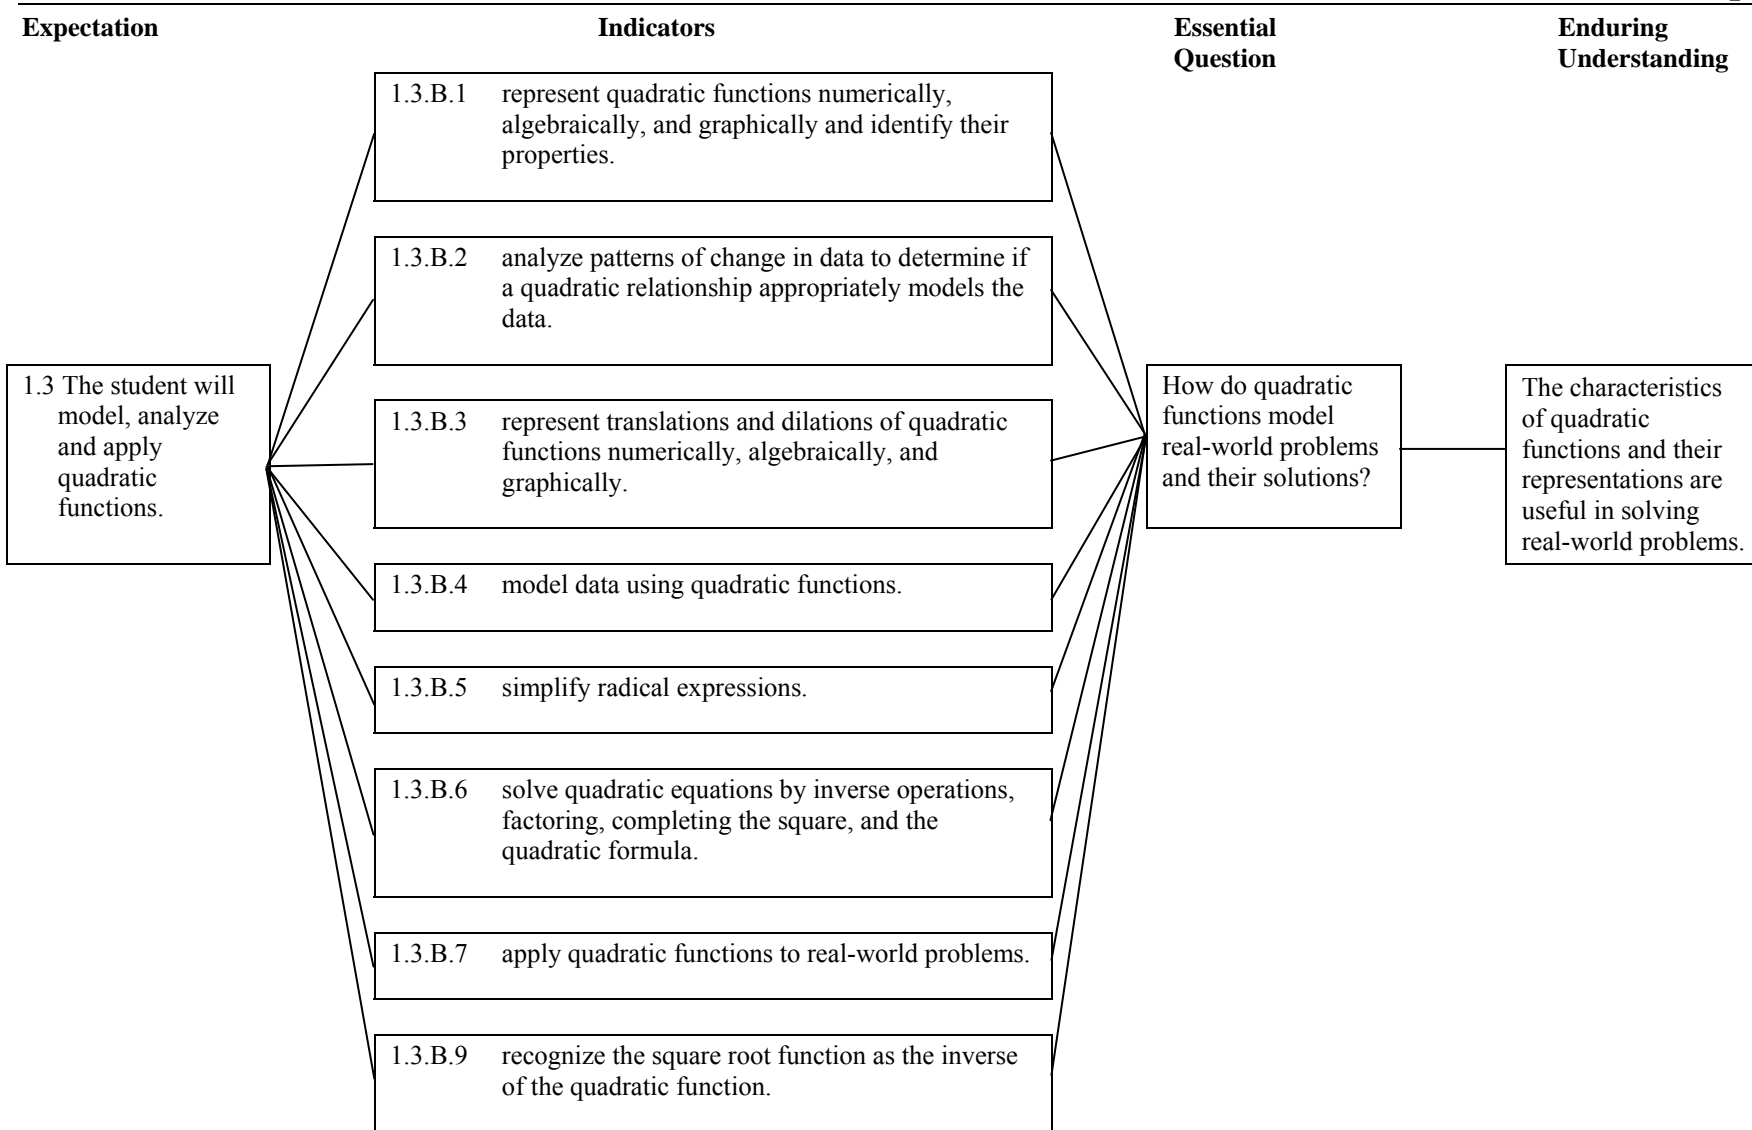 Expectation
Indicators
Essential
Question
Enduring
Understanding
1.3.B.1 represent quadratic functions numerically,
algebraically, and graphically and identify their
properties.
1.3.B.2 analyze patterns of change in data to determine if
a quadratic relationship appropriately models the
data.
1.3 The student will
model, analyze
and apply
quadratic
functions.
1.3.B.3 represent translations and dilations of quadratic
functions numerically, algebraically, and
graphically.
1.3.B.4 model data using quadratic functions.
1.3.B.5 simplify radical expressions.
1.3.B.6 solve quadratic equations by inverse operations,
factoring, completing the square, and the
quadratic formula.
1.3.B.7 apply quadratic functions to real-world problems.
1.3.B.9 recognize the square root function as the inverse
of the quadratic function.
How do quadratic
functions model
real-world problems
and their solutions?
The characteristics
of quadratic
functions and their
representations are
useful in solving
real-world problems.